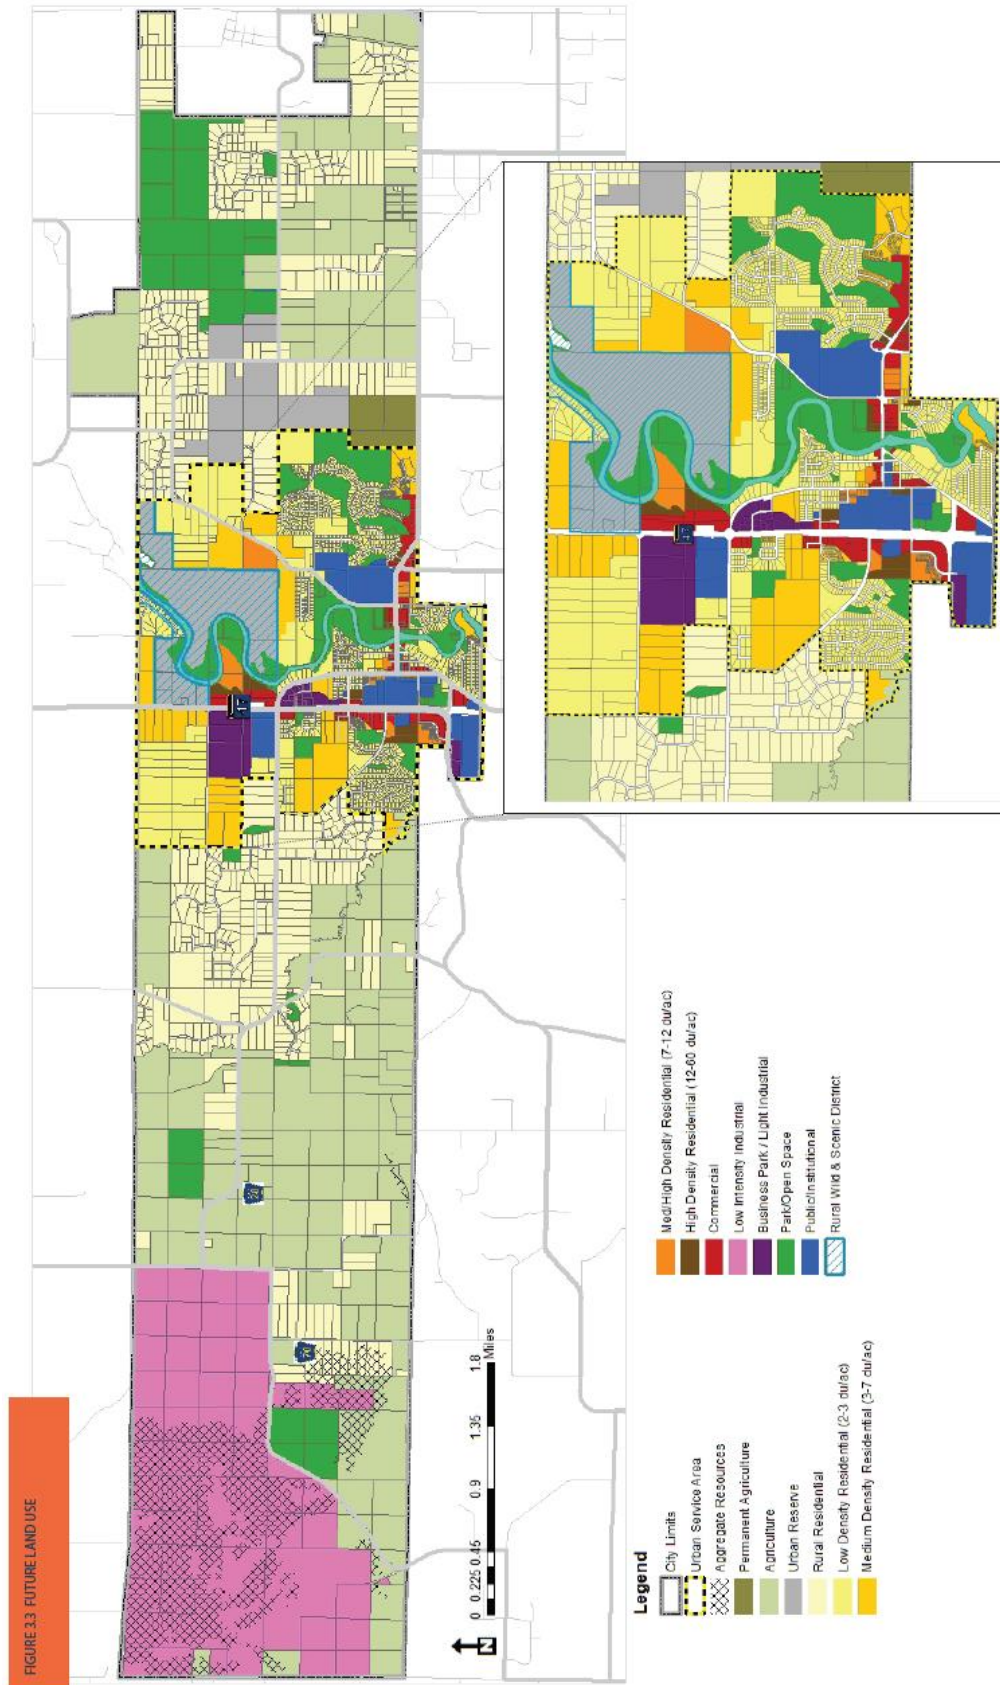 FIGURE 3.3 FUTURE LAND USE
20
70
47
47
N
0 0.225 0.45 0.9 1.35 1.8
Miles
Legend
City Limits
Urban Service Area
Aggregate Resources
Permanent Agriculture
Agriculture
Urban Reserve
Rural Residential
Low Density Residential (2-3 du/ac)
Medium Density Residential (3-7 du/ac)
Med/High Density Residential (7-12 du/ac)
High Density Residential (12-60 du/ac)
Commercial
Low Intensity Industrial
Business Park / Light Industrial
Park/Open Space
Public/Institutional
Rural Wild & Scenic District